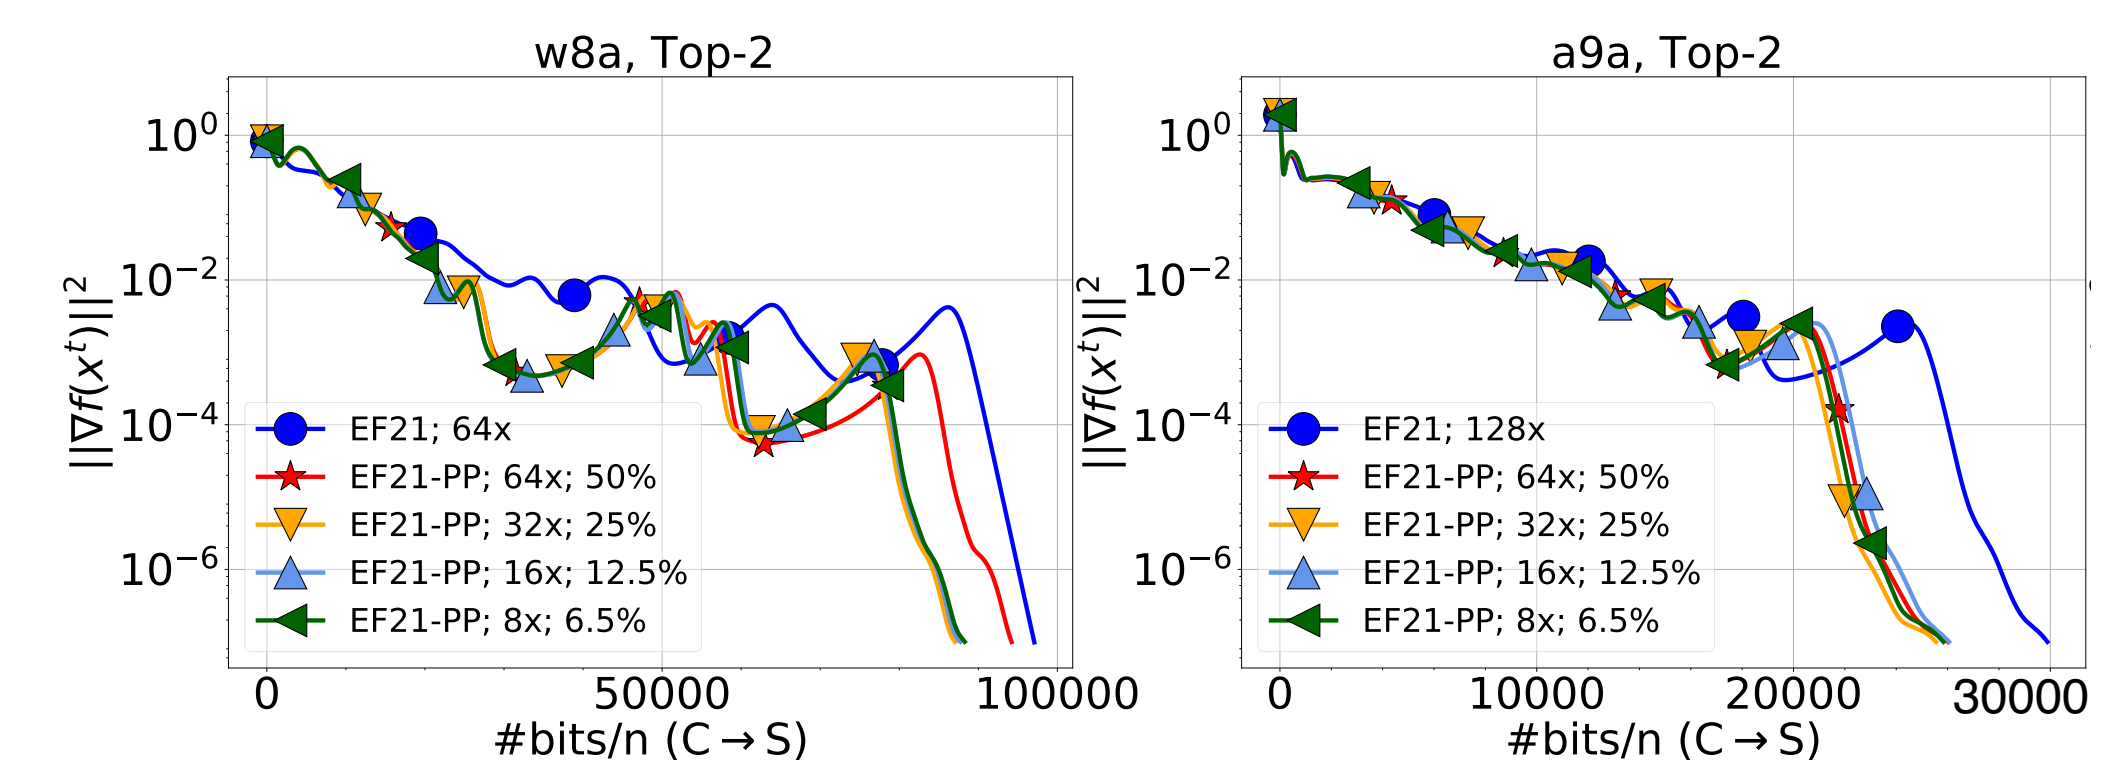 w8a, Top-2
||∇f(x^t)||^2
10^0
10^−2
10^−4
10^−6
EF21; 64x
EF21-PP; 64x; 50%
EF21-PP; 32x; 25%
EF21-PP; 16x; 12.5%
EF21-PP; 8x; 6.5%
0 50000 100000
#bits/n (C→S)
a9a, Top-2
||∇f(x^t)||^2
10^0
10^−2
10^−4
10^−6
EF21; 128x
EF21-PP; 64x; 50%
EF21-PP; 32x; 25%
EF21-PP; 16x; 12.5%
EF21-PP; 8x; 6.5%
0 10000 20000 30000
#bits/n (C→S)